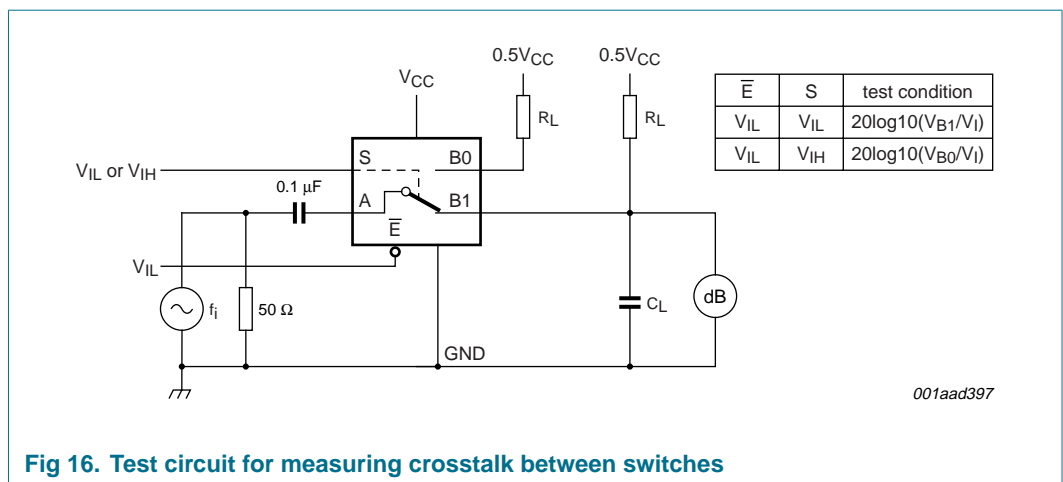 0.5VCC 0.5VCC
VCC
RL RL
E̅ S test condition
VIL VIL 20log10(VB1/VI)
VIL VIH 20log10(VB0/VI)
VIL or VIH
S B0
0.1 μF
A B1
E̅
VIL
fi 50 Ω
CL dB
GND
001aad397
Fig 16. Test circuit for measuring crosstalk between switches